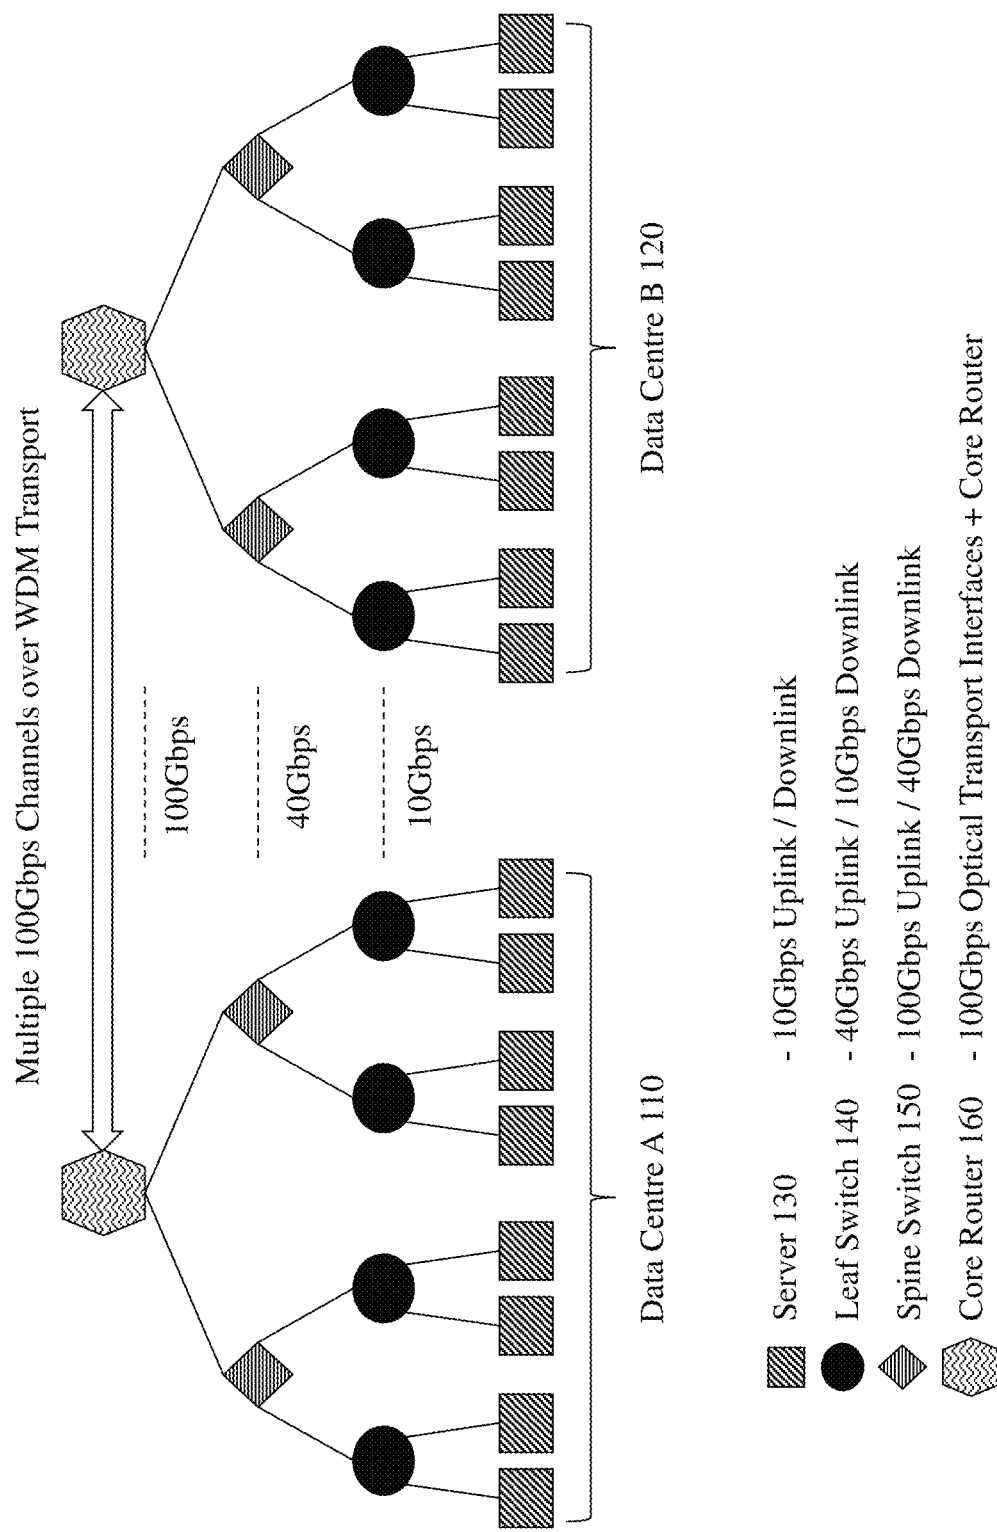 Multiple 100Gbps Channels over WDM Transport
100Gbps
40Gbps
10Gbps
Data Centre A 110
Data Centre B 120
Server 130 - 10Gbps Uplink / Downlink
Leaf Switch 140 - 40Gbps Uplink / 10Gbps Downlink
Spine Switch 150 - 100Gbps Uplink / 40Gbps Downlink
Core Router 160 - 100Gbps Optical Transport Interfaces + Core Router